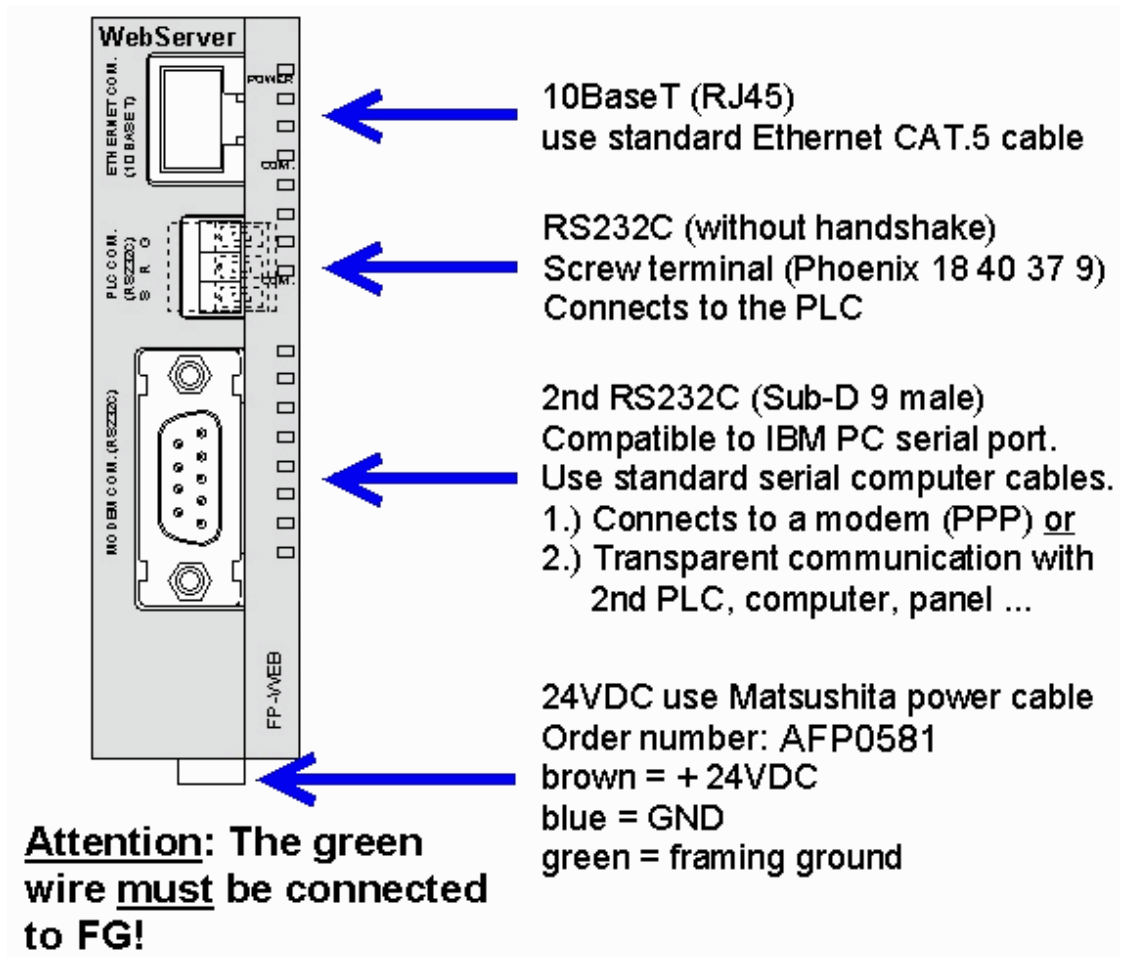 WebServer
ETHERNET COM.
(10 BASET)
POWER
COM.
10BaseT (RJ45)
use standard Ethernet CAT.5 cable
PLC COM.
(RS232C)
S R G
COM.
RS232C (without handshake)
Screw terminal (Phoenix 18 40 37 9)
Connects to the PLC
MODEM COM. (RS232C)
2nd RS232C (Sub-D 9 male)
Compatible to IBM PC serial port.
Use standard serial computer cables.
1.) Connects to a modem (PPP) or
2.) Transparent communication with
2nd PLC, computer, panel ...
FP-WEB
24VDC use Matsushita power cable
Order number: AFP0581
brown = + 24VDC
blue = GND
green = framing ground
Attention: The green
wire must be connected
to FG!